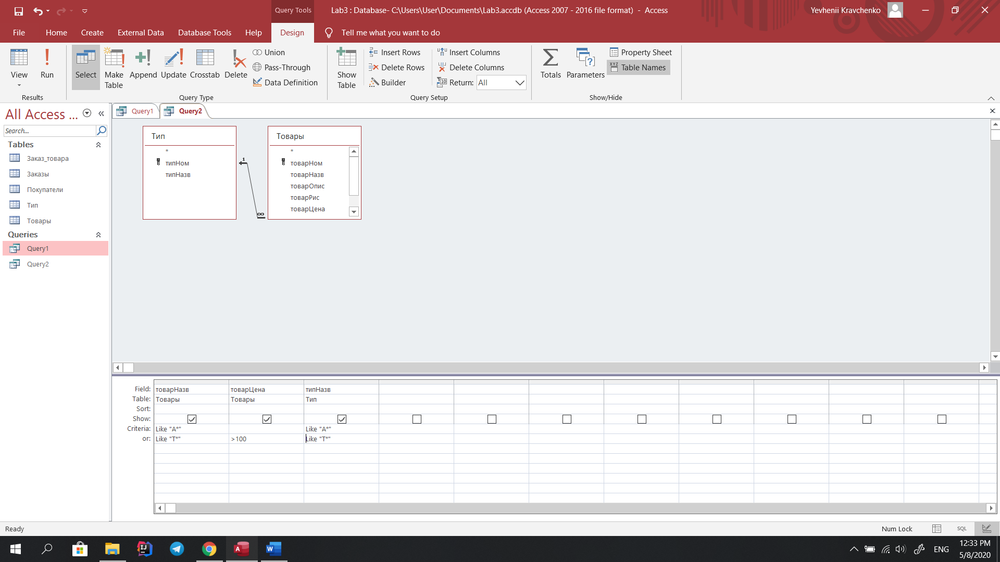 Query Tools
Lab3 : Database- C:\Users\User\Documents\Lab3.accdb (Access 2007 - 2016 file format) - Access
Yevhenii Kravchenko
File Home Create External Data Database Tools Help Design Tell me what you want to do
View
Run
Results
Select
Make Table
Append
Update
Crosstab
Delete
Union
Pass-Through
Data Definition
Query Type
Show Table
Insert Rows
Delete Rows
Builder
Insert Columns
Delete Columns
Return: All
Query Setup
Totals
Parameters
Property Sheet
XYZ Table Names
Show/Hide
All Access ...
Search...
Tables
Заказ_товара
Заказы
Покупатели
Тип
Товары
Queries
Query1
Query2
Query1 Query2
Тип
*
типНом
типНазв
1
∞
Товары
*
товарНом
товарНазв
товарОпис
товарРис
товарЦена
Field: товарНазв товарЦена типНазв
Table: Товары Товары Тип
Sort:
Show:
Criteria: Like "A*" Like "A*"
or: Like "T*" >100 Like "T*"
Ready
Num Lock
SQL
ENG
12:33 PM
5/8/2020